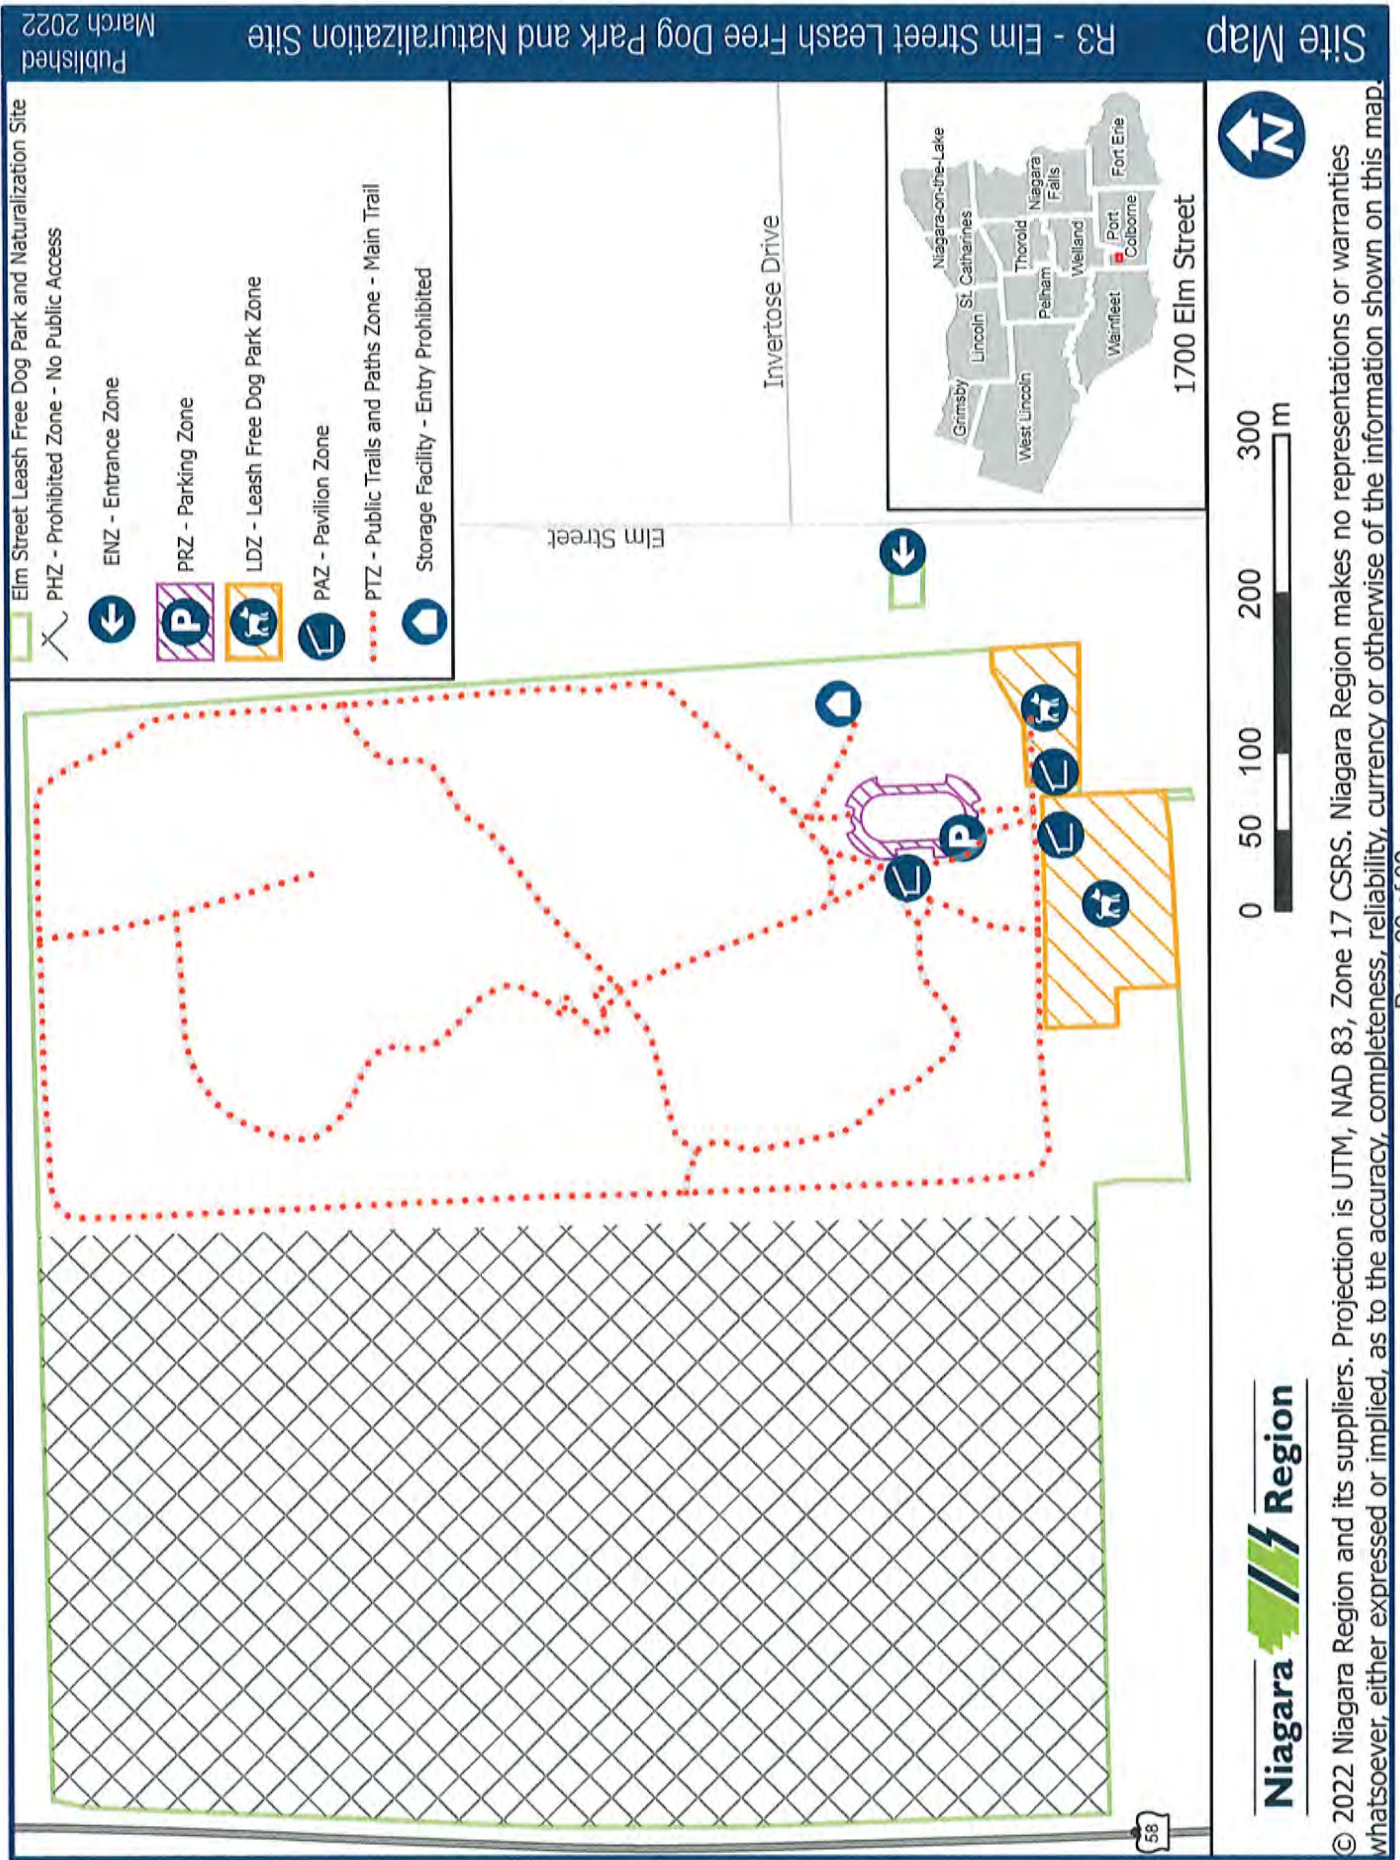 Site Map
R3 - Elm Street Leash Free Dog Park and Naturalization Site
Published
March 2022
Elm Street Leash Free Dog Park and Naturalization Site
PHZ - Prohibited Zone - No Public Access
ENZ - Entrance Zone
P
PRZ - Parking Zone
LDZ - Leash Free Dog Park Zone
PAZ - Pavilion Zone
PTZ - Public Trails and Paths Zone - Main Trail
Storage Facility - Entry Prohibited
Elm Street
Invertose Drive
P
58
Niagara-on-the-Lake
Grimsby
Lincoln
St. Catharines
West Lincoln
Pelham
Thorold
Niagara
Falls
Welland
Wainfleet
Port
Colborne
Fort Erie
1700 Elm Street
N
0 50 100 200 300
m
Niagara Region
© 2022 Niagara Region and its suppliers. Projection is UTM, NAD 83, Zone 17 CSRS. Niagara Region makes no representations or warranties
whatsoever, either expressed or implied, as to the accuracy, completeness, reliability, currency or otherwise of the information shown on this map.